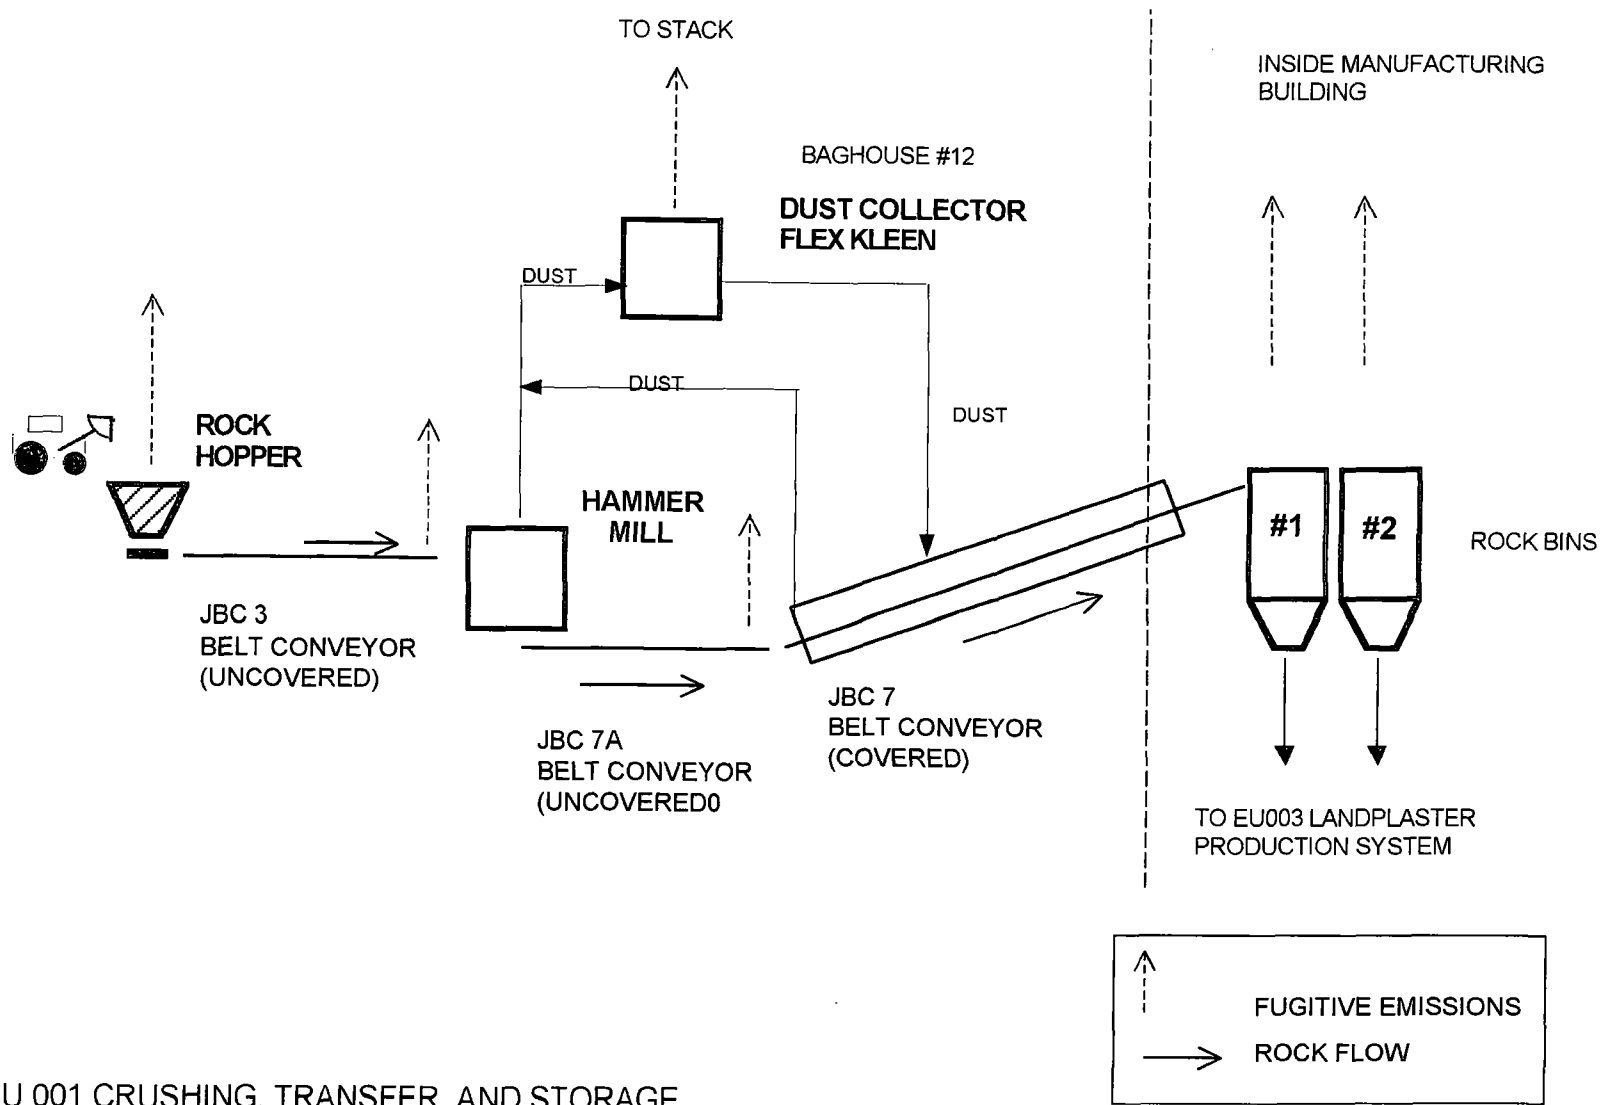 TO STACK
INSIDE MANUFACTURING
BUILDING
BAGHOUSE #12
DUST COLLECTOR
FLEX KLEEN
DUST
DUST
DUST
ROCK
HOPPER
HAMMER
MILL
#1
#2
ROCK BINS
JBC 3
BELT CONVEYOR
(UNCOVERED)
JBC 7A
BELT CONVEYOR
(UNCOVERED0
JBC 7
BELT CONVEYOR
(COVERED)
TO EU003 LANDPLASTER
PRODUCTION SYSTEM
FUGITIVE EMISSIONS
ROCK FLOW
U 001 CRUSHING, TRANSFER, AND STORAGE